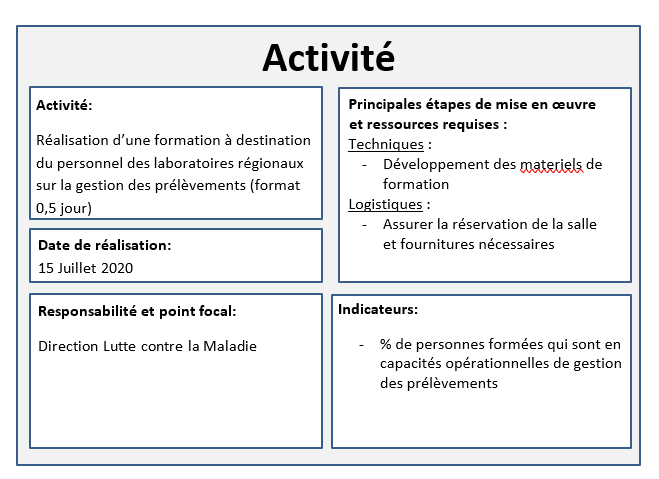 Activité
Activité:
Réalisation d’une formation à destination
du personnel des laboratoires régionaux
sur la gestion des prélèvements (format
0,5 jour)
Date de réalisation:
15 Juillet 2020
Principales étapes de mise en œuvre
et ressources requises :
Techniques :
- Développement des materiels de
formation
Logistiques :
- Assurer la réservation de la salle
et fournitures nécessaires
Responsabilité et point focal:
Direction Lutte contre la Maladie
Indicateurs:
- % de personnes formées qui sont en
capacités opérationnelles de gestion
des prélèvements